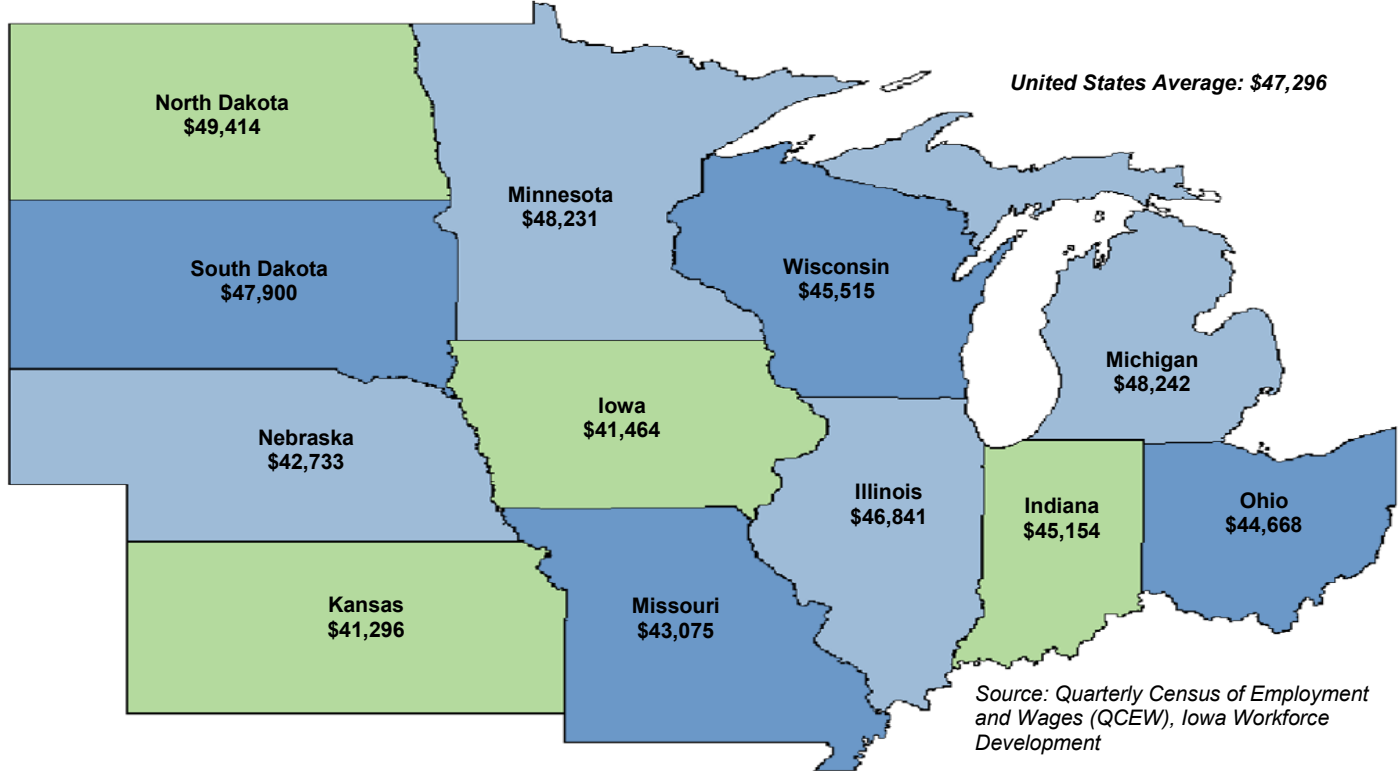 United States Average: $47,296
North Dakota
$49,414
Minnesota
$48,231
South Dakota
$47,900
Wisconsin
$45,515
Michigan
$48,242
Iowa
$41,464
Nebraska
$42,733
Illinois
$46,841
Indiana
$45,154
Ohio
$44,668
Kansas
$41,296
Missouri
$43,075
Source: Quarterly Census of Employment
and Wages (QCEW), Iowa Workforce
Development